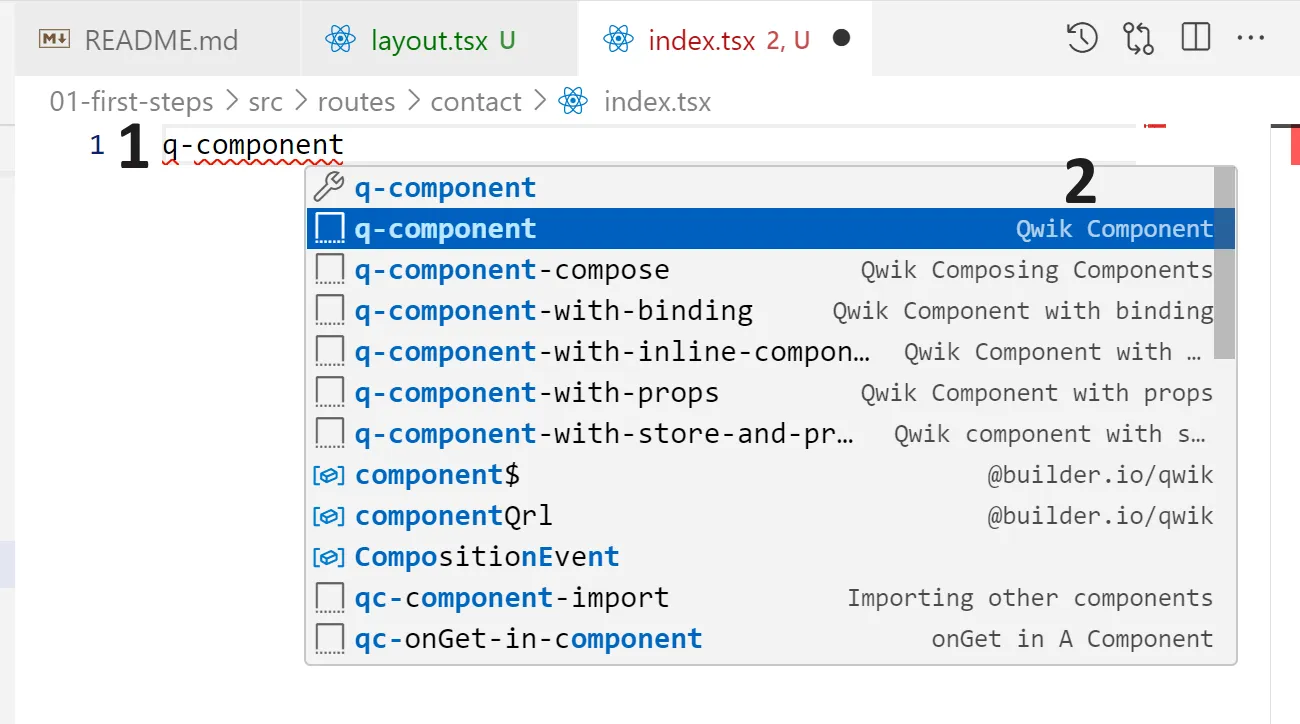 README.md layout.tsx U index.tsx 2, U
01-first-steps > src > routes > contact > index.tsx
1 1 q-component
2
q-component
q-component Qwik Component
q-component-compose Qwik Composing Components
q-component-with-binding Qwik Component with binding
q-component-with-inline-compon… Qwik Component with …
q-component-with-props Qwik Component with props
q-component-with-store-and-pr… Qwik component with s…
component$ @builder.io/qwik
componentQrl @builder.io/qwik
CompositionEvent
qc-component-import Importing other components
qc-onGet-in-component onGet in A Component